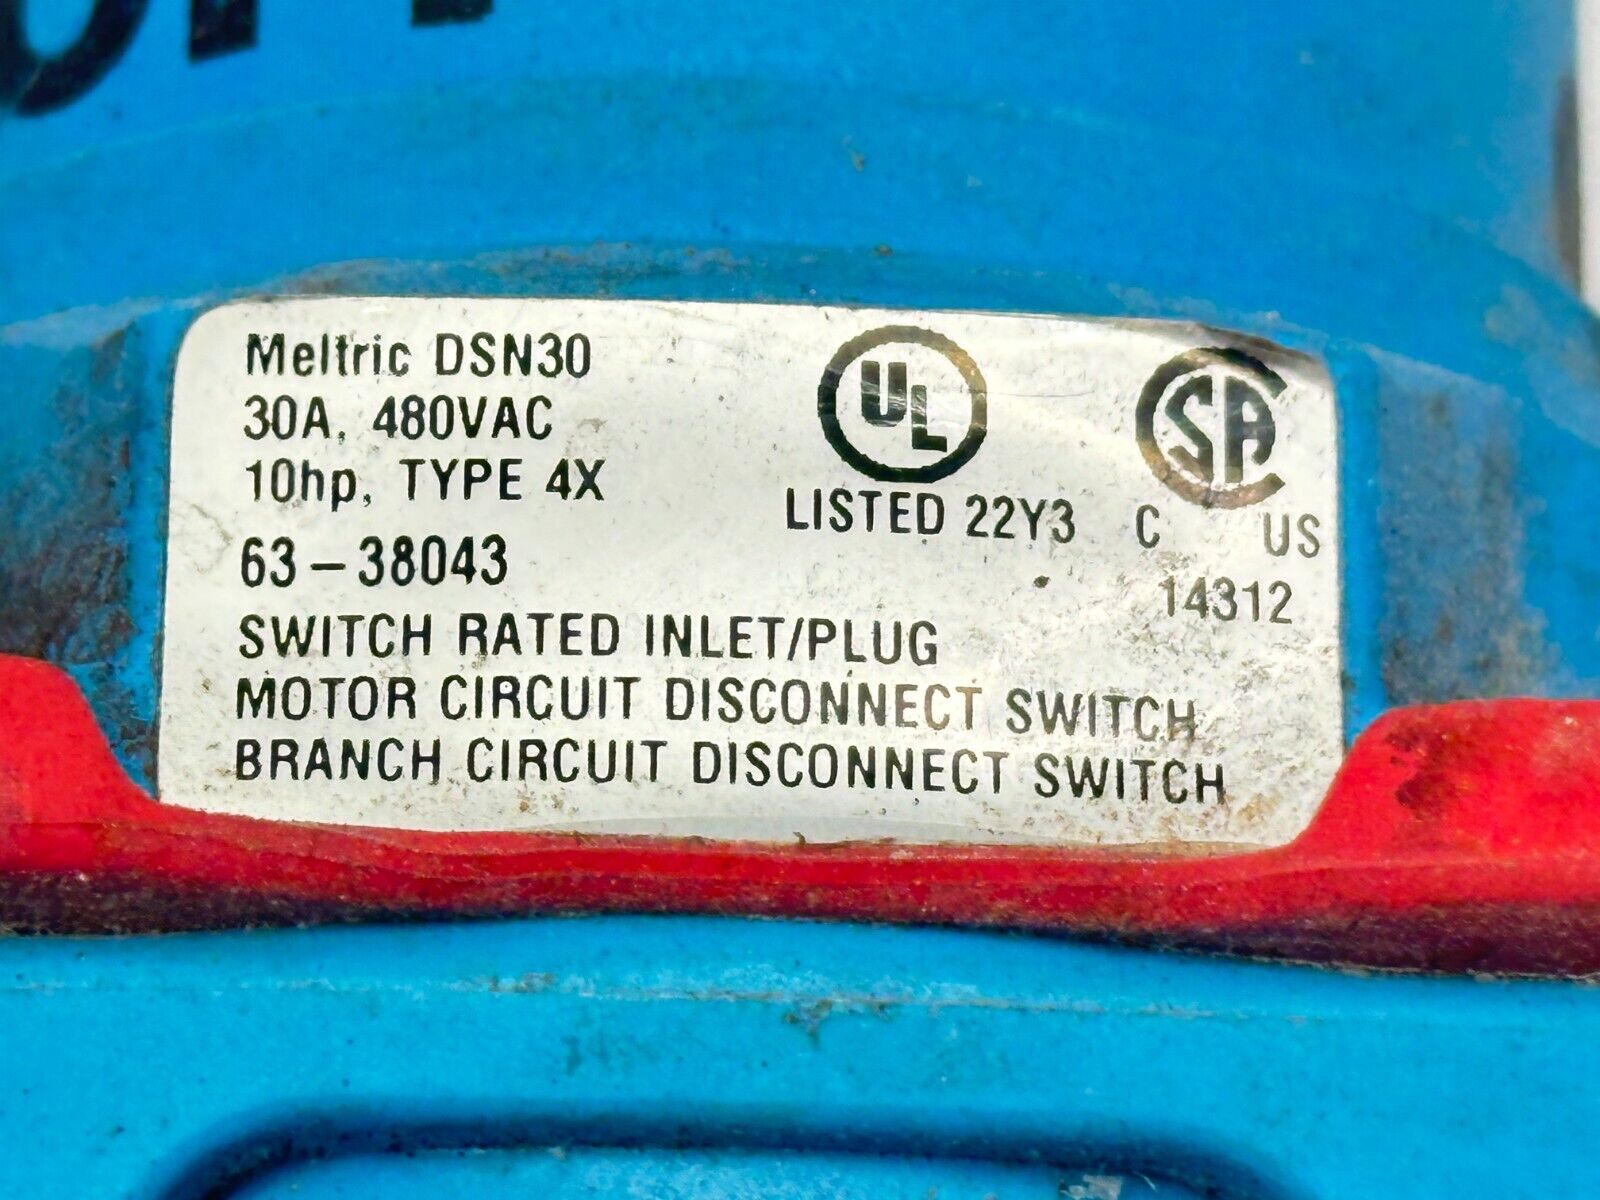 Meltric DSN30
30A, 480VAC
10hp, TYPE 4X
63-38043
SWITCH RATED INLET/PLUG
MOTOR CIRCUIT DISCONNECT SWITCH
BRANCH CIRCUIT DISCONNECT SWITCH
UL
LISTED 22Y3
SA
C US
14312